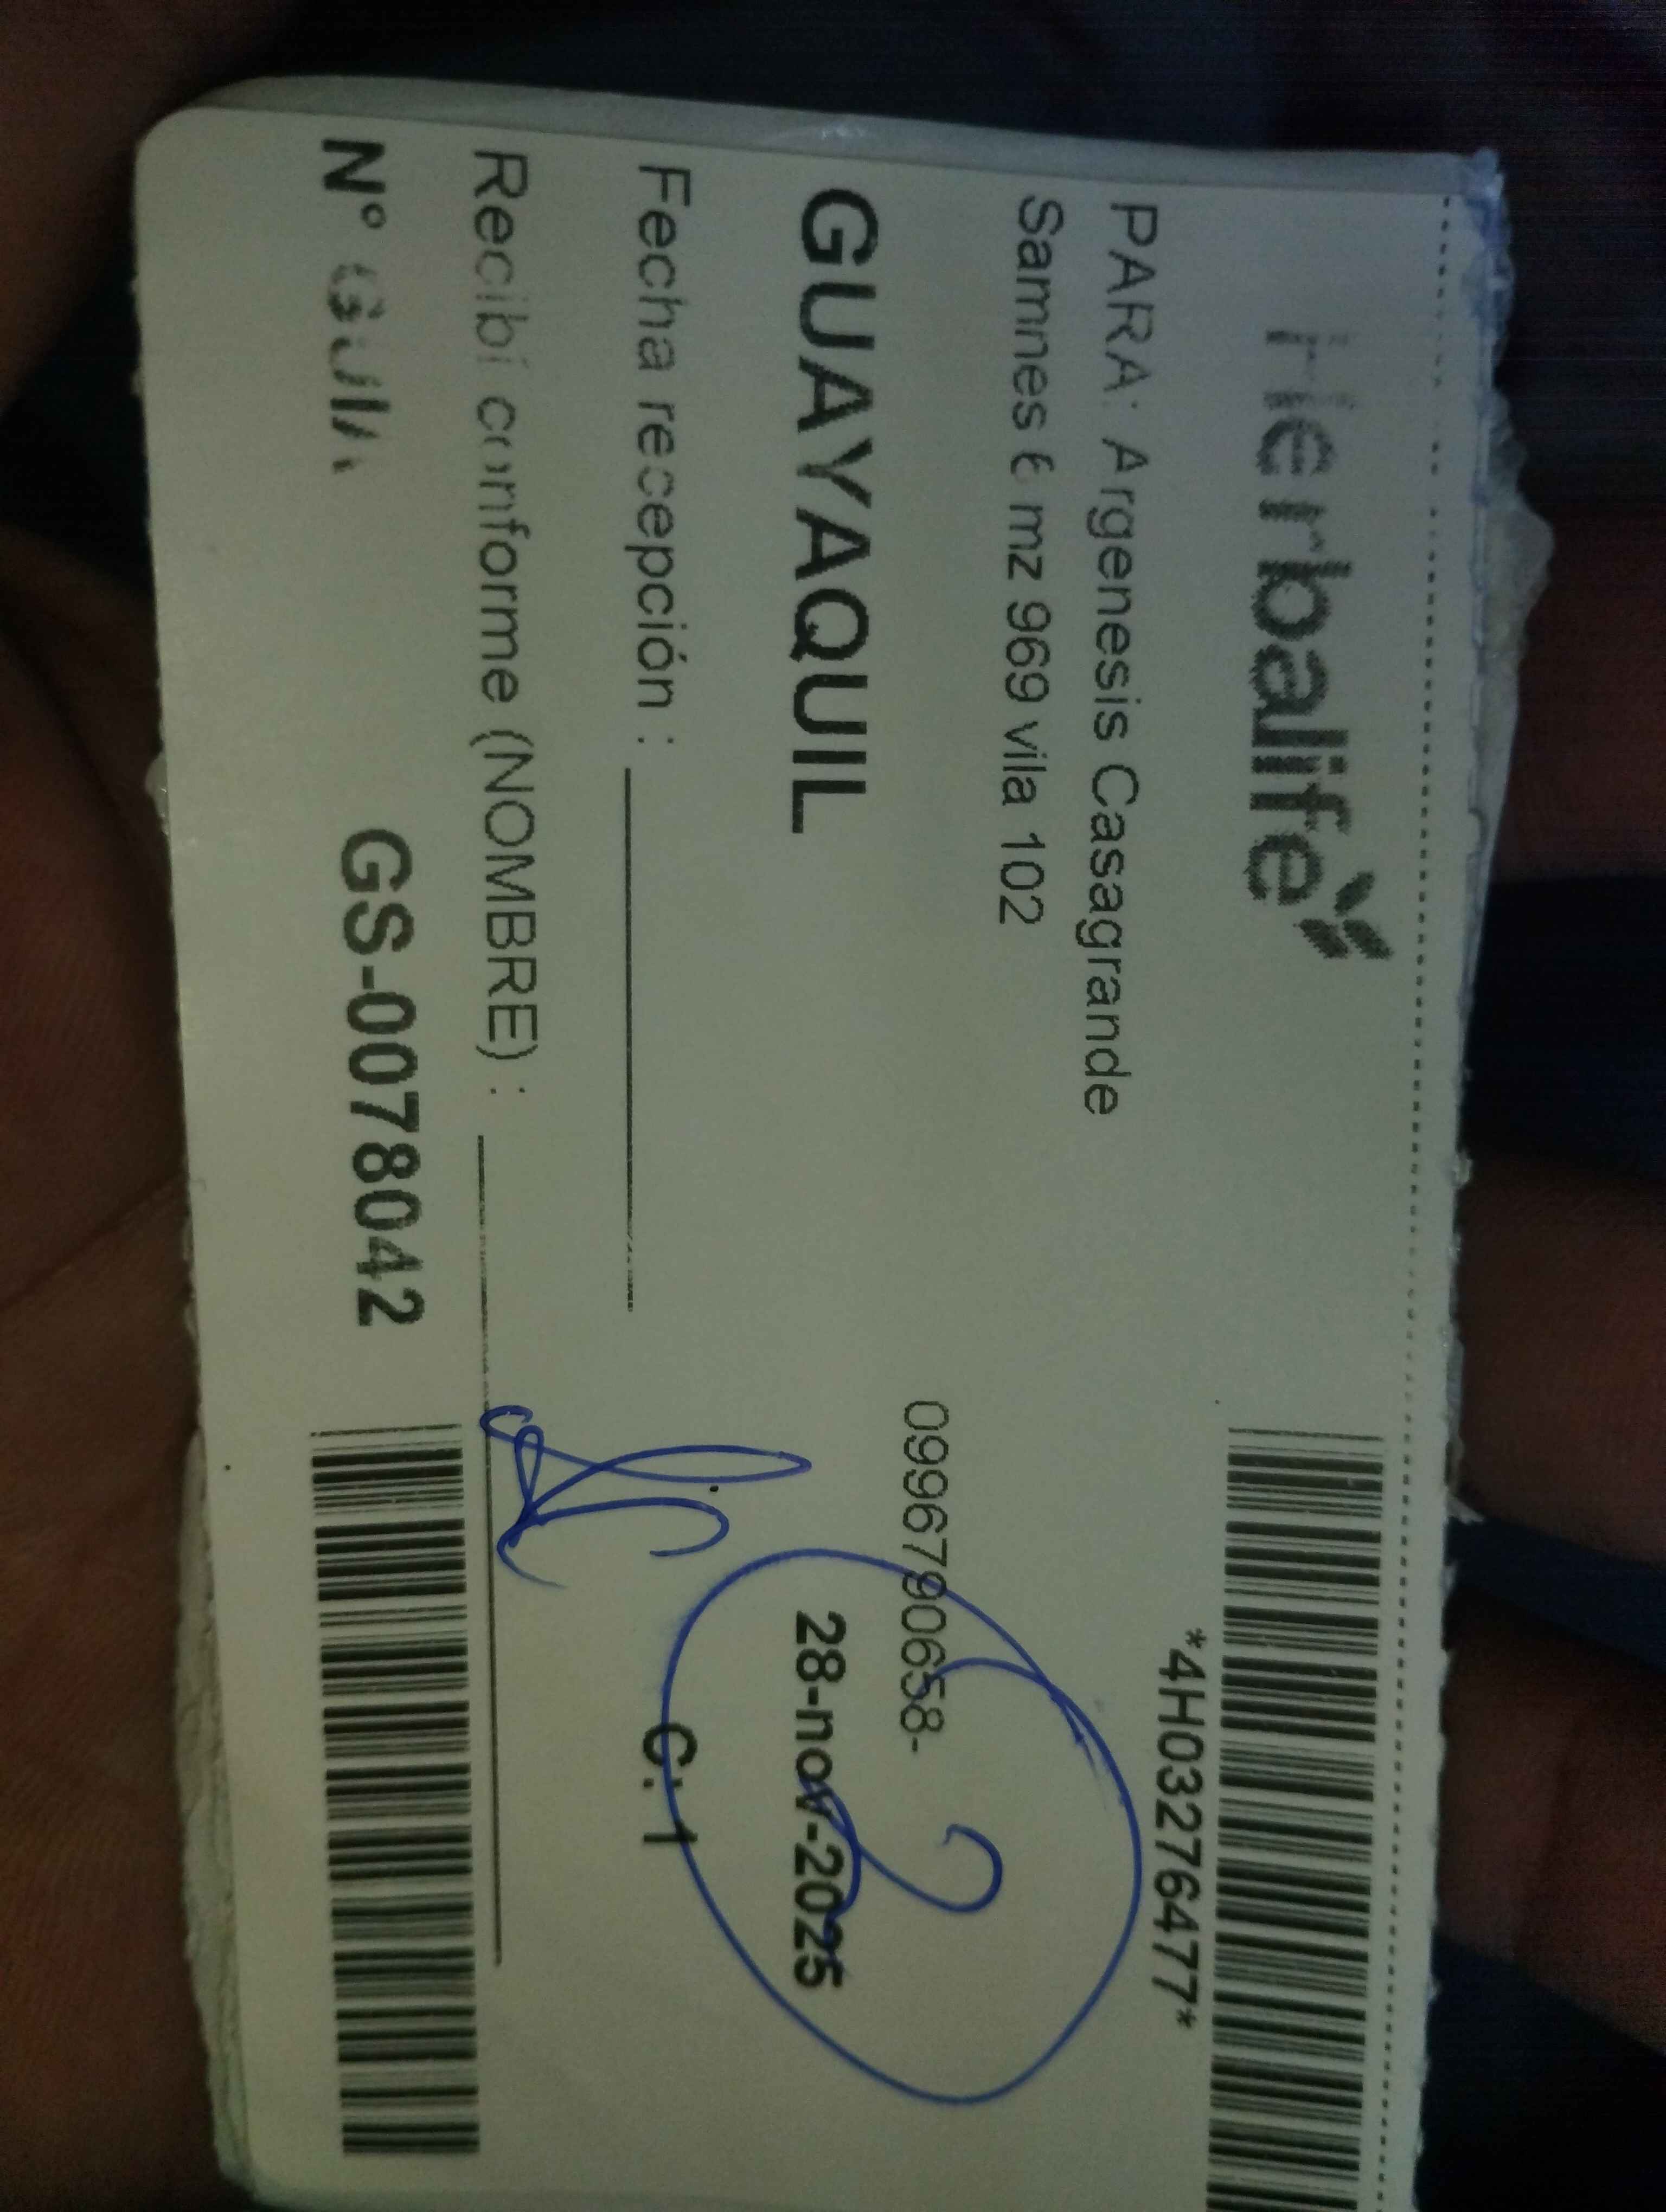 Herbalife
*4H03276477*
PARA: Argenesis Casagrande
Samnes 6 mz 969 vila 102
0996790658-
GUAYAQUIL
28-nov-2025
2
Fecha recepción :
C: 1
Recibí conforme (NOMBRE) :
N°
GS-0078042